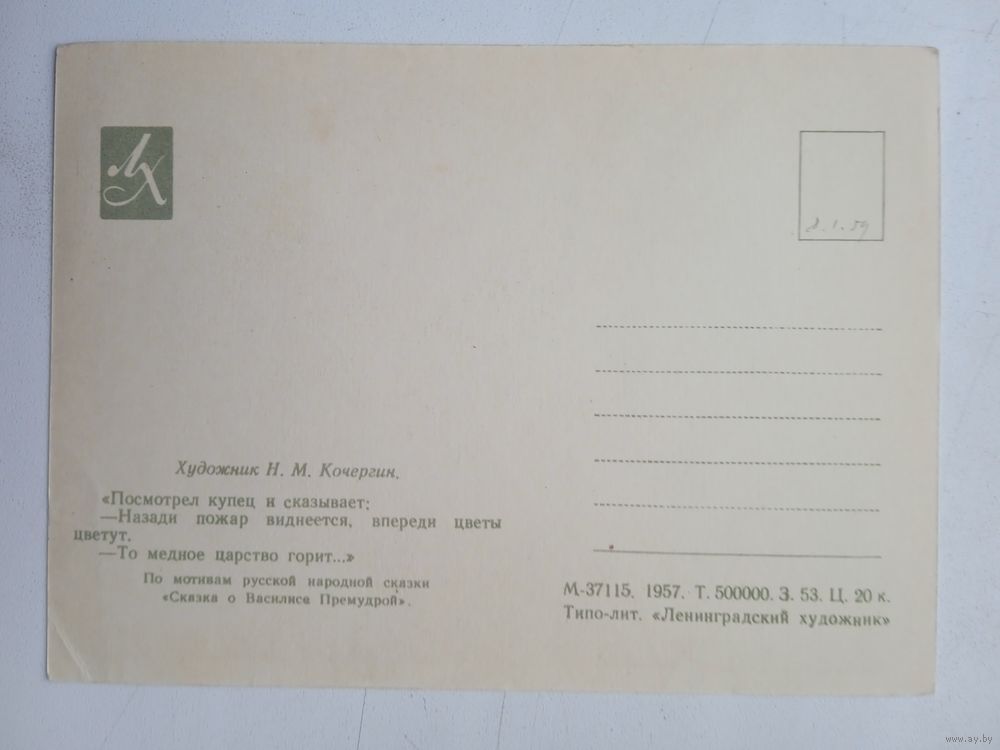 ЛХ
8.1.59
Художник Н. М. Кочергин.
«Посмотрел купец и сказывает:
—Назади пожар виднеется, впереди цветы
цветут.
—То медное царство горит...»
По мотивам русской народной сказки
«Сказка о Василисе Премудрой».
М-37115. 1957. Т. 500000. З. 53. Ц. 20 к.
Типо-лит. «Ленинградский художник»
www.ay.by